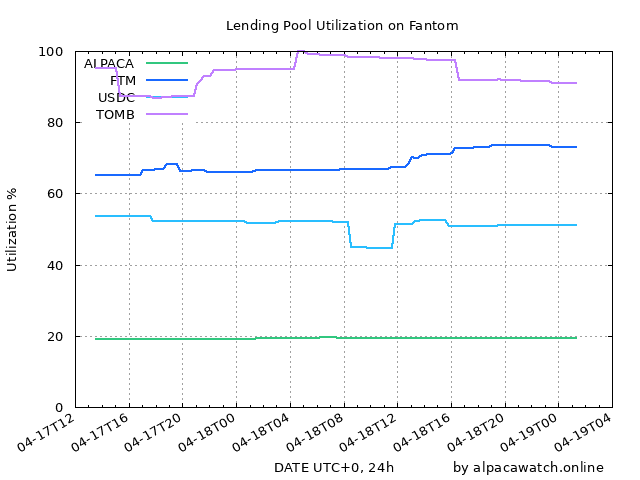 Lending Pool Utilization on Fantom
100
80
60
40
20
0
Utilization %
ALPACA
FTM
USDC
TOMB
04-17T12
04-17T16
04-17T20
04-18T00
04-18T04
04-18T08
04-18T12
04-18T16
04-18T20
04-19T00
04-19T04
DATE UTC+0, 24h
by alpacawatch.online